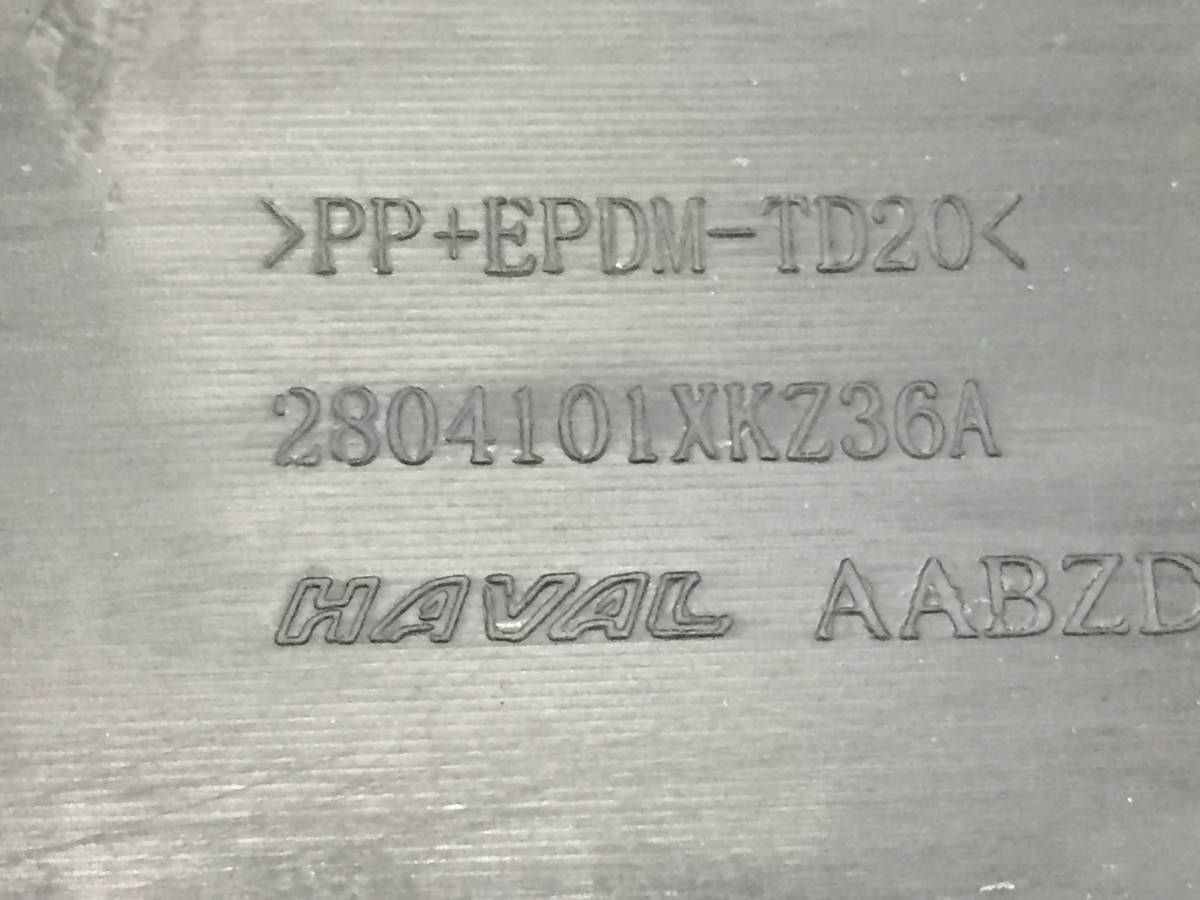 >PP+EPDM-TD20<
2804101XKZ36A
HAVAL AABZD